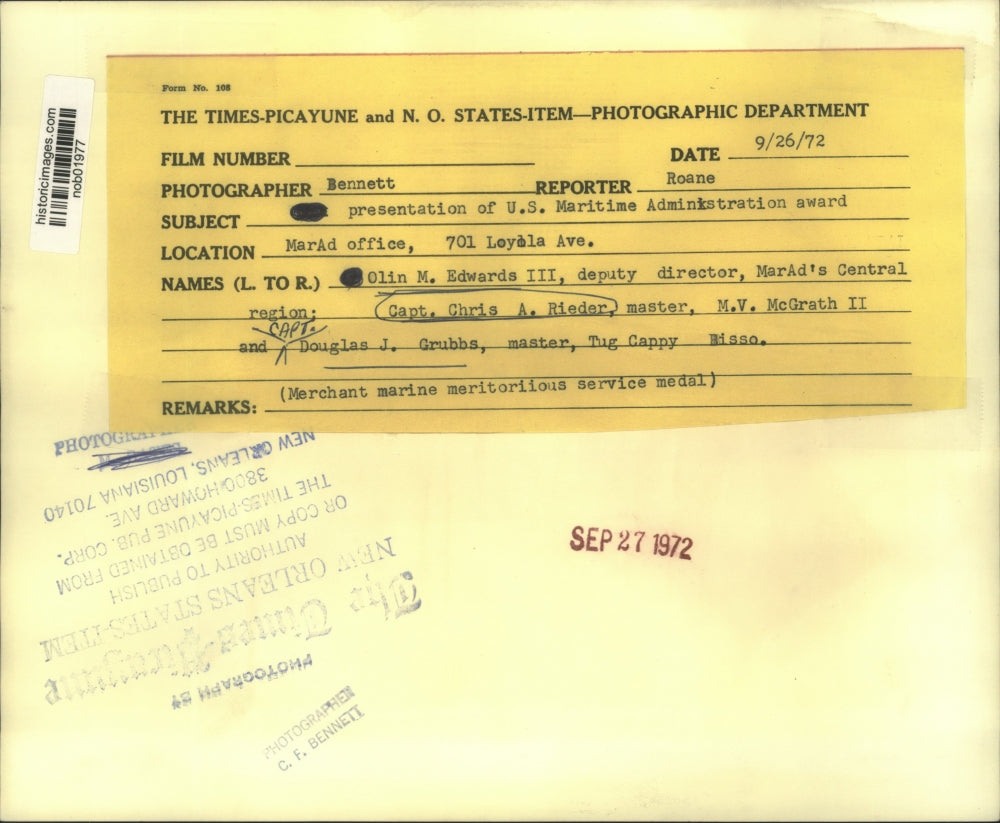 Form No. 108
THE TIMES-PICAYUNE and N. O. STATES-ITEM—PHOTOGRAPHIC DEPARTMENT
FILM NUMBER
DATE 9/26/72
PHOTOGRAPHER Bennett REPORTER Roane
SUBJECT presentation of U.S. Maritime Administration award
LOCATION MarAd office, 701 Loyola Ave.
NAMES (L. TO R.) Olin M. Edwards III, deputy director, MarAd's Central
region; Capt. Chris A. Rieder, master, M.V. McGrath II
and CAPT. Douglas J. Grubbs, master, Tug Cappy Bisso.
(Merchant marine meritoriious service medal)
REMARKS:
historicimages.com
nob01977
SEP 27 1972
PHOTOGRAPH BY
The Times-Picayune
NEW ORLEANS STATES-ITEM
AUTHORITY TO PUBLISH
OR COPY MUST BE OBTAINED FROM
THE TIMES-PICAYUNE PUB. CORP.
3800 HOWARD AVE.
NEW ORLEANS, LOUISIANA 70140
PHOTOGRAPHER
C. F. BENNETT